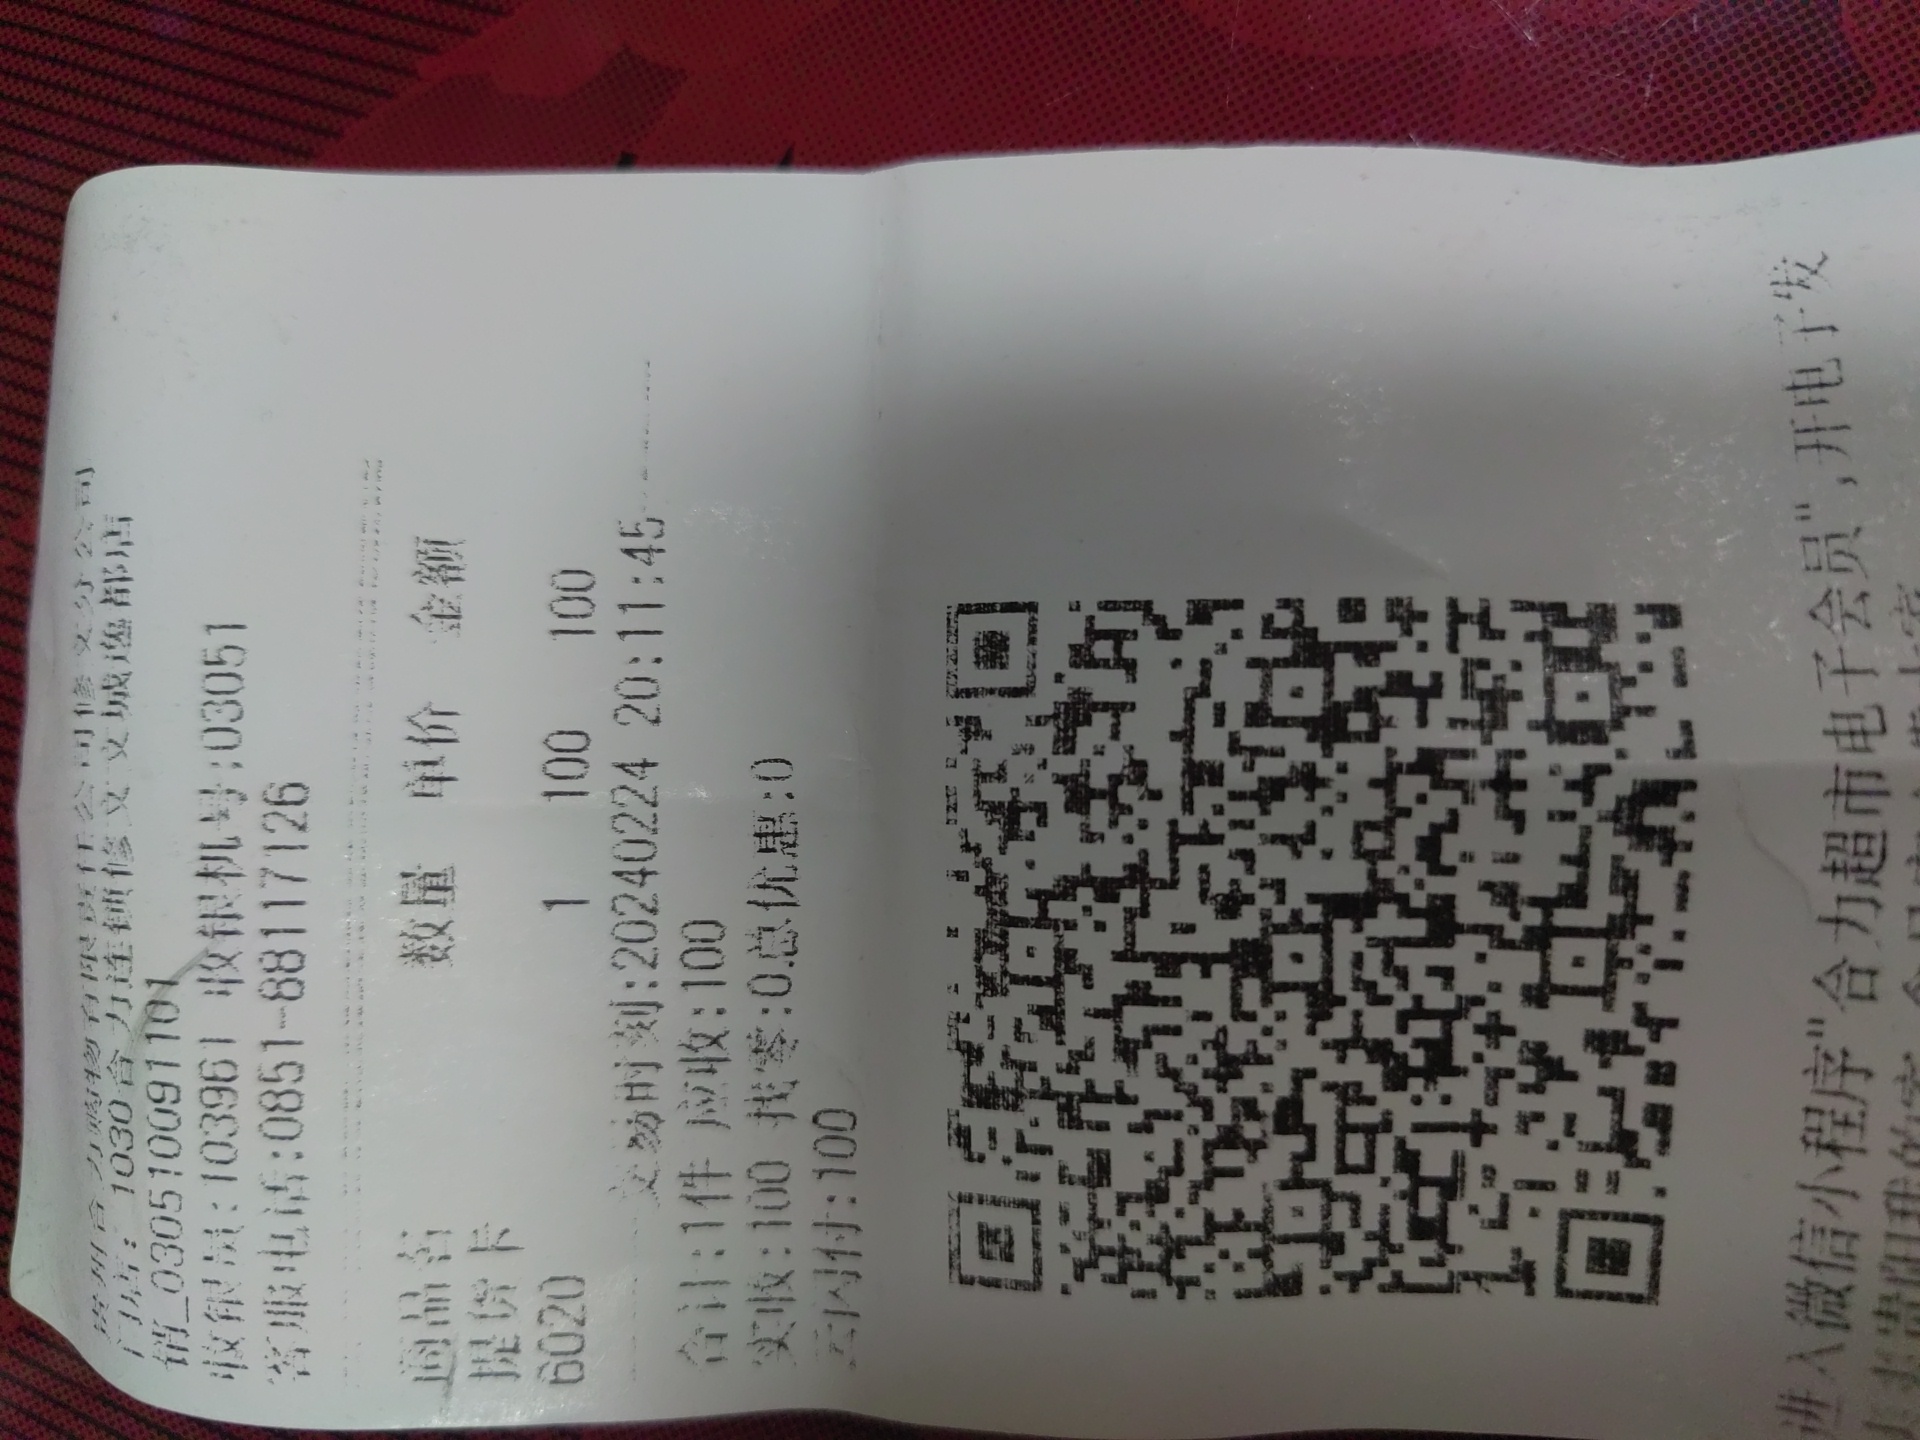 贵州合力购物有限责任公司修文分公司
门店: 1030合力连锁修文文城逸都店
销_030510091101
收银员:103961 收银机号:03051
客服电话:0851-88117126
商品名 数量 单价 金额
提货卡
6020 1 100 100
交易时刻:20240224 20:11:45
合计:1件 应收:100
实收:100 找零:0总优惠:0
云闪付:100
进入微信小程序"合力超市电子会员",开电子发